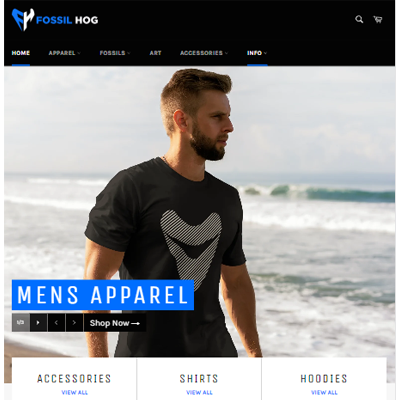 FOSSIL HOG
HOME APPAREL FOSSILS ART ACCESSORIES INFO
MENS APPAREL
1/3 Shop Now
ACCESSORIES SHIRTS HOODIES
VIEW ALL VIEW ALL VIEW ALL